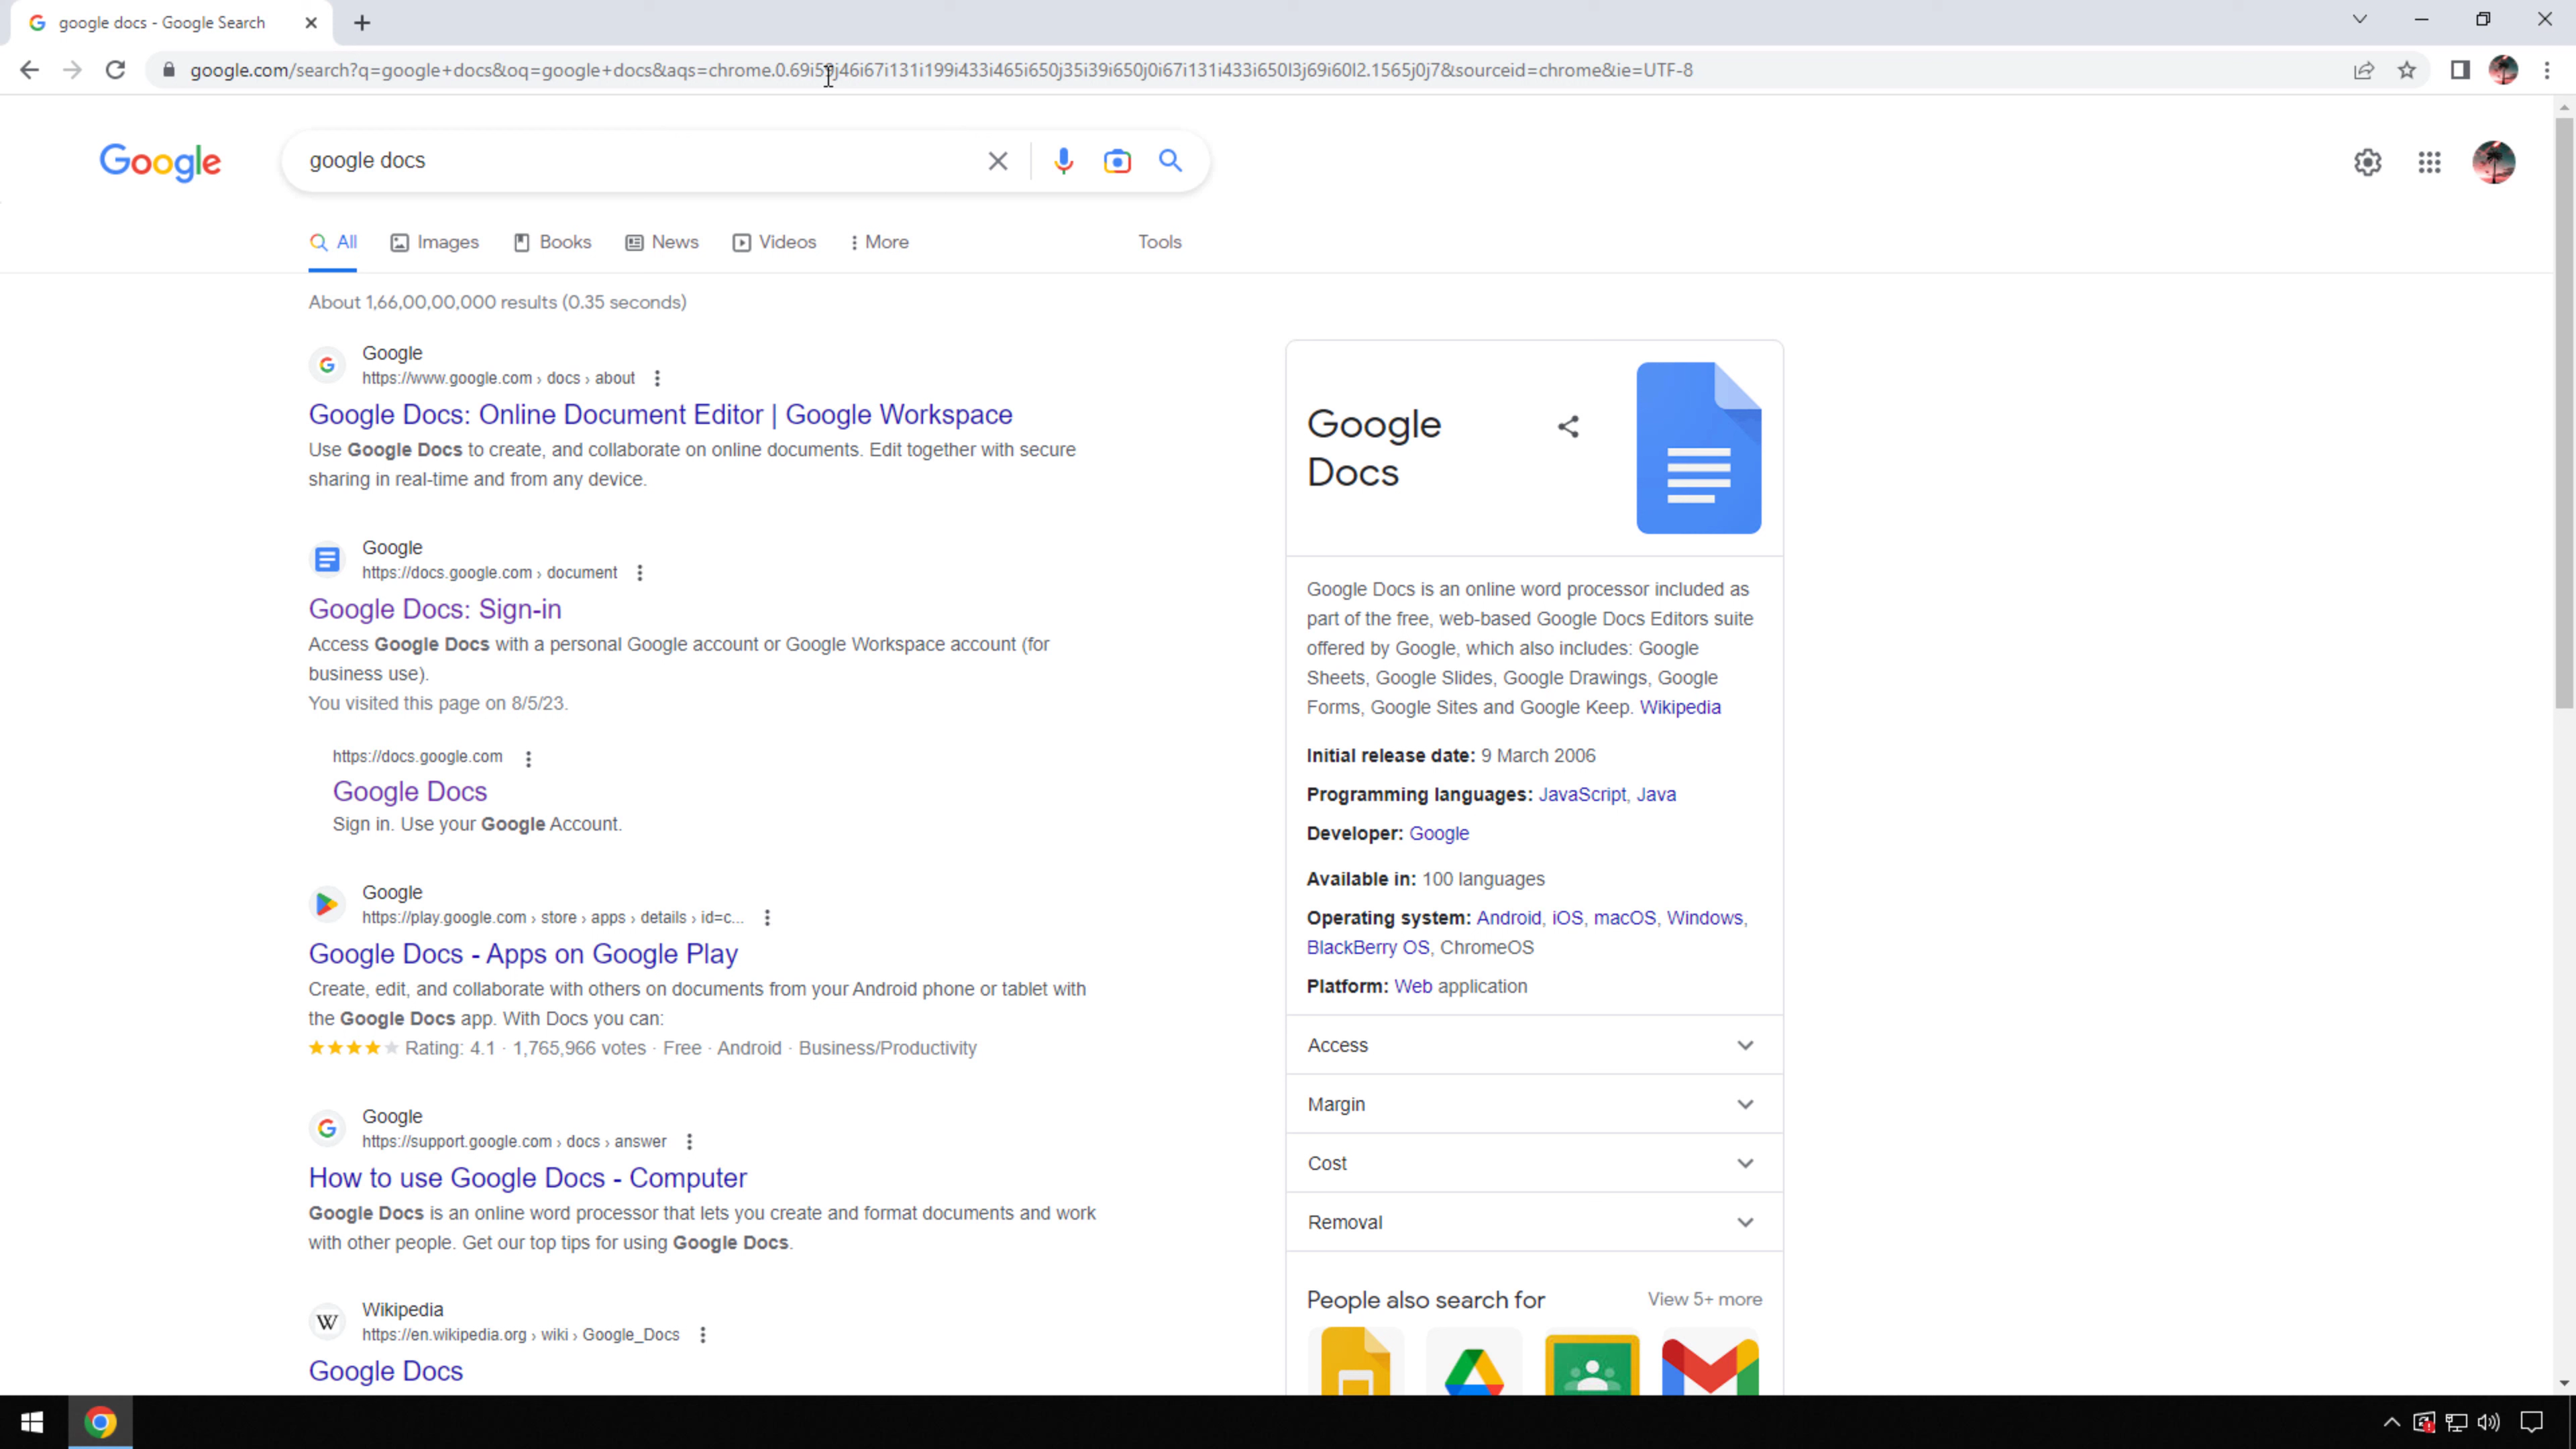 google docs - Google Search
google.com/search?q=google+docs&oq=google+docs&aqs=chrome.0.69i59j46i67i131i199i433i465i650j35i39i650j0i67i131i433i650l3j69i60l2.1565j0j7&sourceid=chrome&ie=UTF-8
Google
google docs
All
Images
Books
News
Videos
More
Tools
About 1,66,00,00,000 results (0.35 seconds)
Google
https://www.google.com › docs › about
Google Docs: Online Document Editor | Google Workspace
Use Google Docs to create, and collaborate on online documents. Edit together with secure
sharing in real-time and from any device.
Google
https://docs.google.com › document
Google Docs: Sign-in
Access Google Docs with a personal Google account or Google Workspace account (for
business use).
You visited this page on 8/5/23.
https://docs.google.com
Google Docs
Sign in. Use your Google Account.
Google
https://play.google.com › store › apps › details › id=c...
Google Docs - Apps on Google Play
Create, edit, and collaborate with others on documents from your Android phone or tablet with
the Google Docs app. With Docs you can:
Rating: 4.1 · 1,765,966 votes · Free · Android · Business/Productivity
Google
https://support.google.com › docs › answer
How to use Google Docs - Computer
Google Docs is an online word processor that lets you create and format documents and work
with other people. Get our top tips for using Google Docs.
W
Wikipedia
https://en.wikipedia.org › wiki › Google_Docs
Google Docs
Google
Docs
Google Docs is an online word processor included as
part of the free, web-based Google Docs Editors suite
offered by Google, which also includes: Google
Sheets, Google Slides, Google Drawings, Google
Forms, Google Sites and Google Keep. Wikipedia
Initial release date: 9 March 2006
Programming languages: JavaScript, Java
Developer: Google
Available in: 100 languages
Operating system: Android, iOS, macOS, Windows,
BlackBerry OS, ChromeOS
Platform: Web application
Access
Margin
Cost
Removal
People also search for
View 5+ more